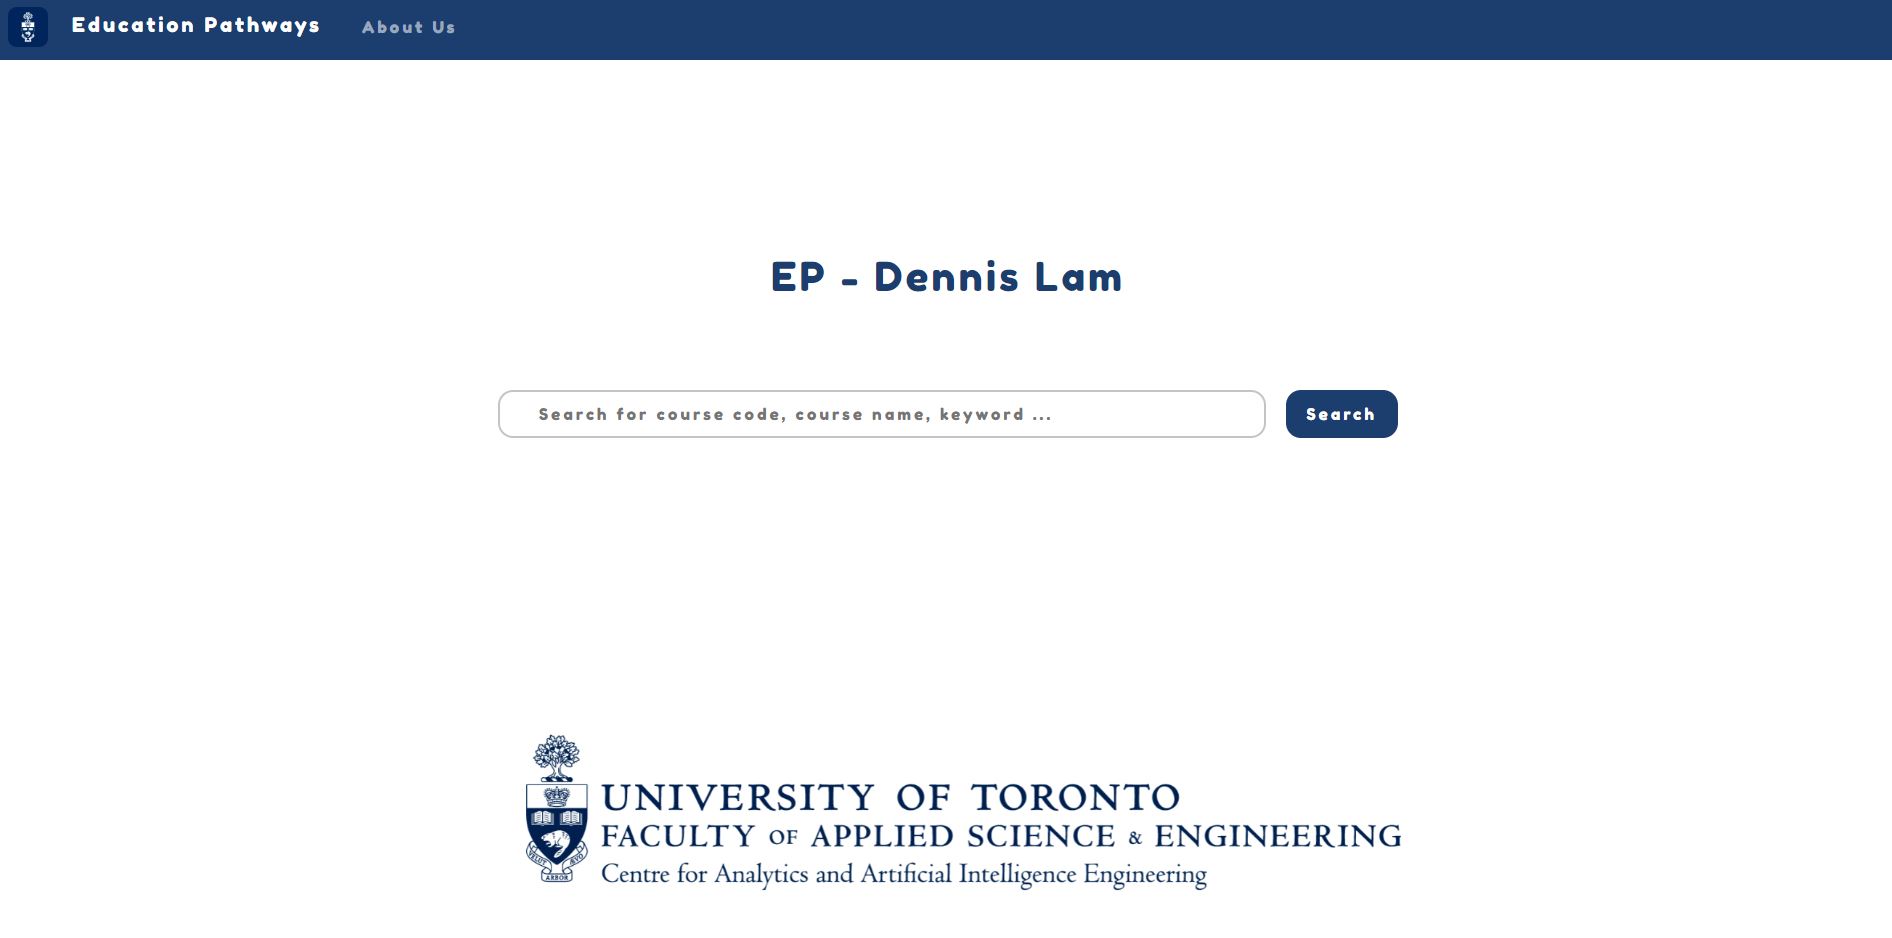 Education Pathways
About Us
EP - Dennis Lam
Search for course code, course name, keyword ...
Search
UNIVERSITY OF TORONTO
FACULTY OF APPLIED SCIENCE & ENGINEERING
Centre for Analytics and Artificial Intelligence Engineering
VELUT
ARBOR
ÆVO